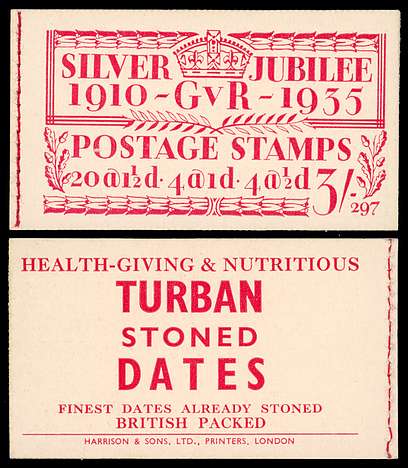 SILVER JUBILEE
1910 - GVR - 1935
POSTAGE STAMPS
20@1½d· 4@1d· 4@½d 3/-
297
HEALTH-GIVING & NUTRITIOUS
TURBAN
STONED
DATES
FINEST DATES ALREADY STONED
BRITISH PACKED
HARRISON & SONS, LTD., PRINTERS, LONDON